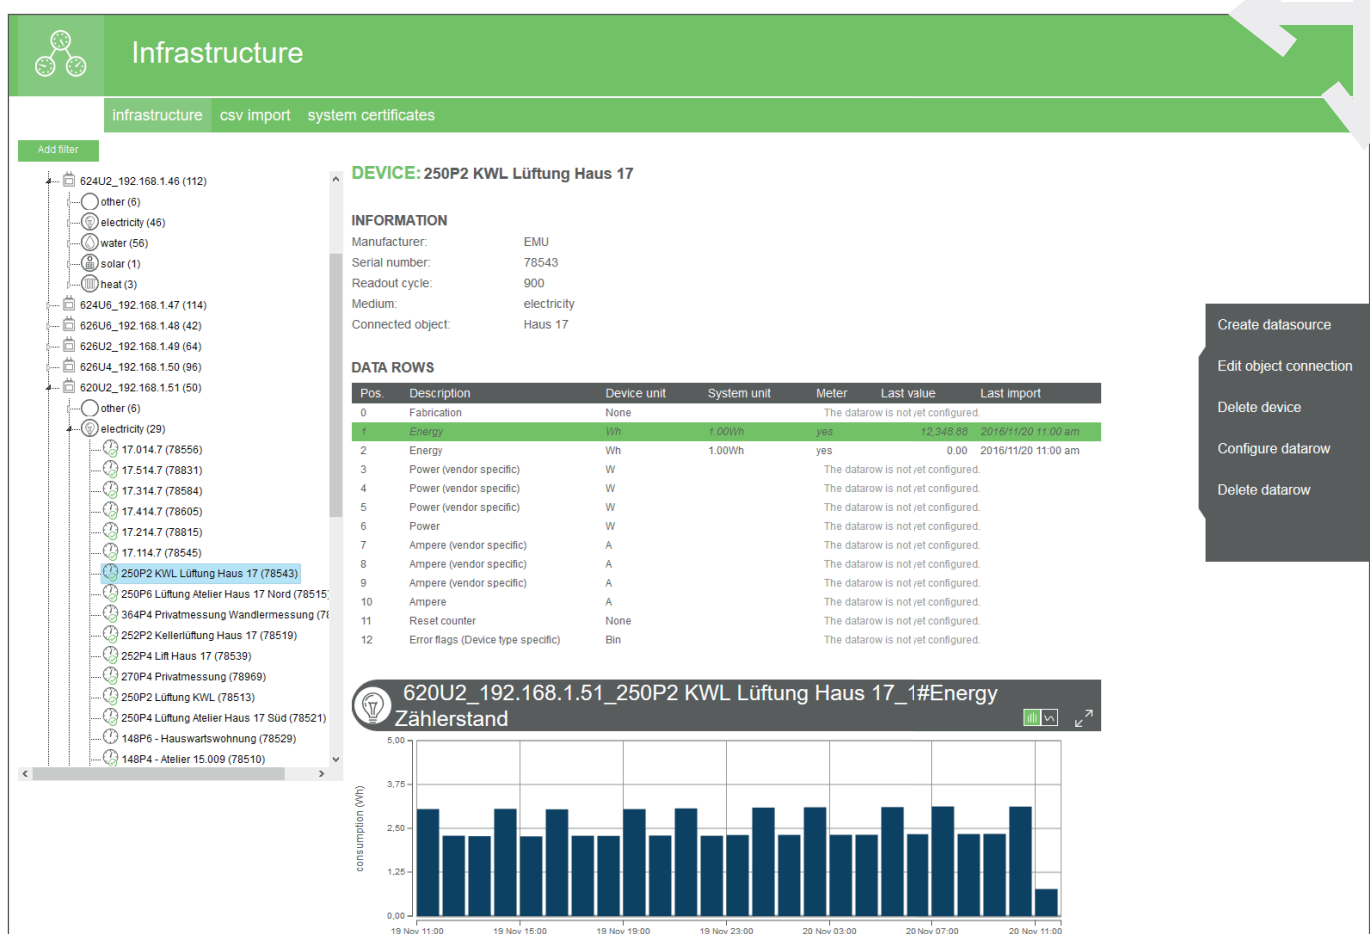 Infrastructure
infrastructure csv import system certificates
Add filter
624U2_192.168.1.46 (112)
other (6)
electricity (46)
water (56)
solar (1)
heat (3)
624U6_192.168.1.47 (114)
626U6_192.168.1.48 (42)
626U2_192.168.1.49 (64)
626U4_192.168.1.50 (96)
620U2_192.168.1.51 (50)
other (6)
electricity (29)
17.014.7 (78556)
17.514.7 (78831)
17.314.7 (78584)
17.414.7 (78605)
17.214.7 (78815)
17.114.7 (78545)
250P2 KWL Lüftung Haus 17 (78543)
250P6 Lüftung Atelier Haus 17 Nord (78515)
364P4 Privatmessung Wandlermessung (78
252P2 Kellerlüftung Haus 17 (78519)
252P4 Lift Haus 17 (78539)
270P4 Privatmessung (78969)
250P2 Lüftung KWL (78513)
250P4 Lüftung Atelier Haus 17 Süd (78521)
148P6 - Hauswartswohnung (78529)
148P4 - Atelier 15.009 (78510)
DEVICE: 250P2 KWL Lüftung Haus 17
INFORMATION
Manufacturer: EMU
Serial number: 78543
Readout cycle: 900
Medium: electricity
Connected object: Haus 17
DATA ROWS
Pos. Description Device unit System unit Meter Last value Last import
0 Fabrication None The datarow is not yet configured.
1 Energy Wh 1.00Wh yes 12,348.88 2016/11/20 11:00 am
2 Energy Wh 1.00Wh yes 0.00 2016/11/20 11:00 am
3 Power (vendor specific) W The datarow is not yet configured.
4 Power (vendor specific) W The datarow is not yet configured.
5 Power (vendor specific) W The datarow is not yet configured.
6 Power W The datarow is not yet configured.
7 Ampere (vendor specific) A The datarow is not yet configured.
8 Ampere (vendor specific) A The datarow is not yet configured.
9 Ampere (vendor specific) A The datarow is not yet configured.
10 Ampere A The datarow is not yet configured.
11 Reset counter None The datarow is not yet configured.
12 Error flags (Device type specific) Bin The datarow is not yet configured.
620U2_192.168.1.51_250P2 KWL Lüftung Haus 17_1#Energy
Zählerstand
consumption (Wh)
5,00
3,75
2,50
1,25
0,00
19 Nov 11:00 19 Nov 15:00 19 Nov 19:00 19 Nov 23:00 20 Nov 03:00 20 Nov 07:00 20 Nov 11:00
Create datasource
Edit object connection
Delete device
Configure datarow
Delete datarow